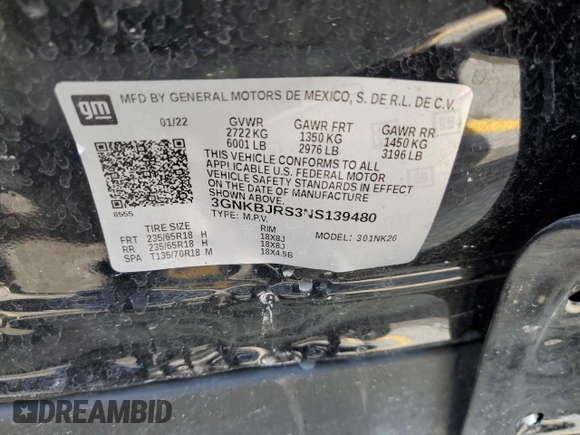 gm
MFD BY GENERAL MOTORS DE MEXICO, S. DE R.L. DE C.V.
01/22 GVWR GAWR FRT GAWR RR
2722 KG 1350 KG 1450 KG
6001 LB 2976 LB 3196 LB
THIS VEHICLE CONFORMS TO ALL
APPLICABLE U.S. FEDERAL MOTOR
VEHICLE SAFETY STANDARDS IN EFFECT
ON THE DATE OF MANUFACTURE
SHOWN ABOVE.
8555 3GNKBJRS3NS139480
TYPE: M.P.V.
TIRE SIZE RIM MODEL: 301NK26
FRT 235/65R18 H 18X8J
RR 235/65R18 H 18X8J
SPA T135/70R18 M 18X4.5B
DREAMBID